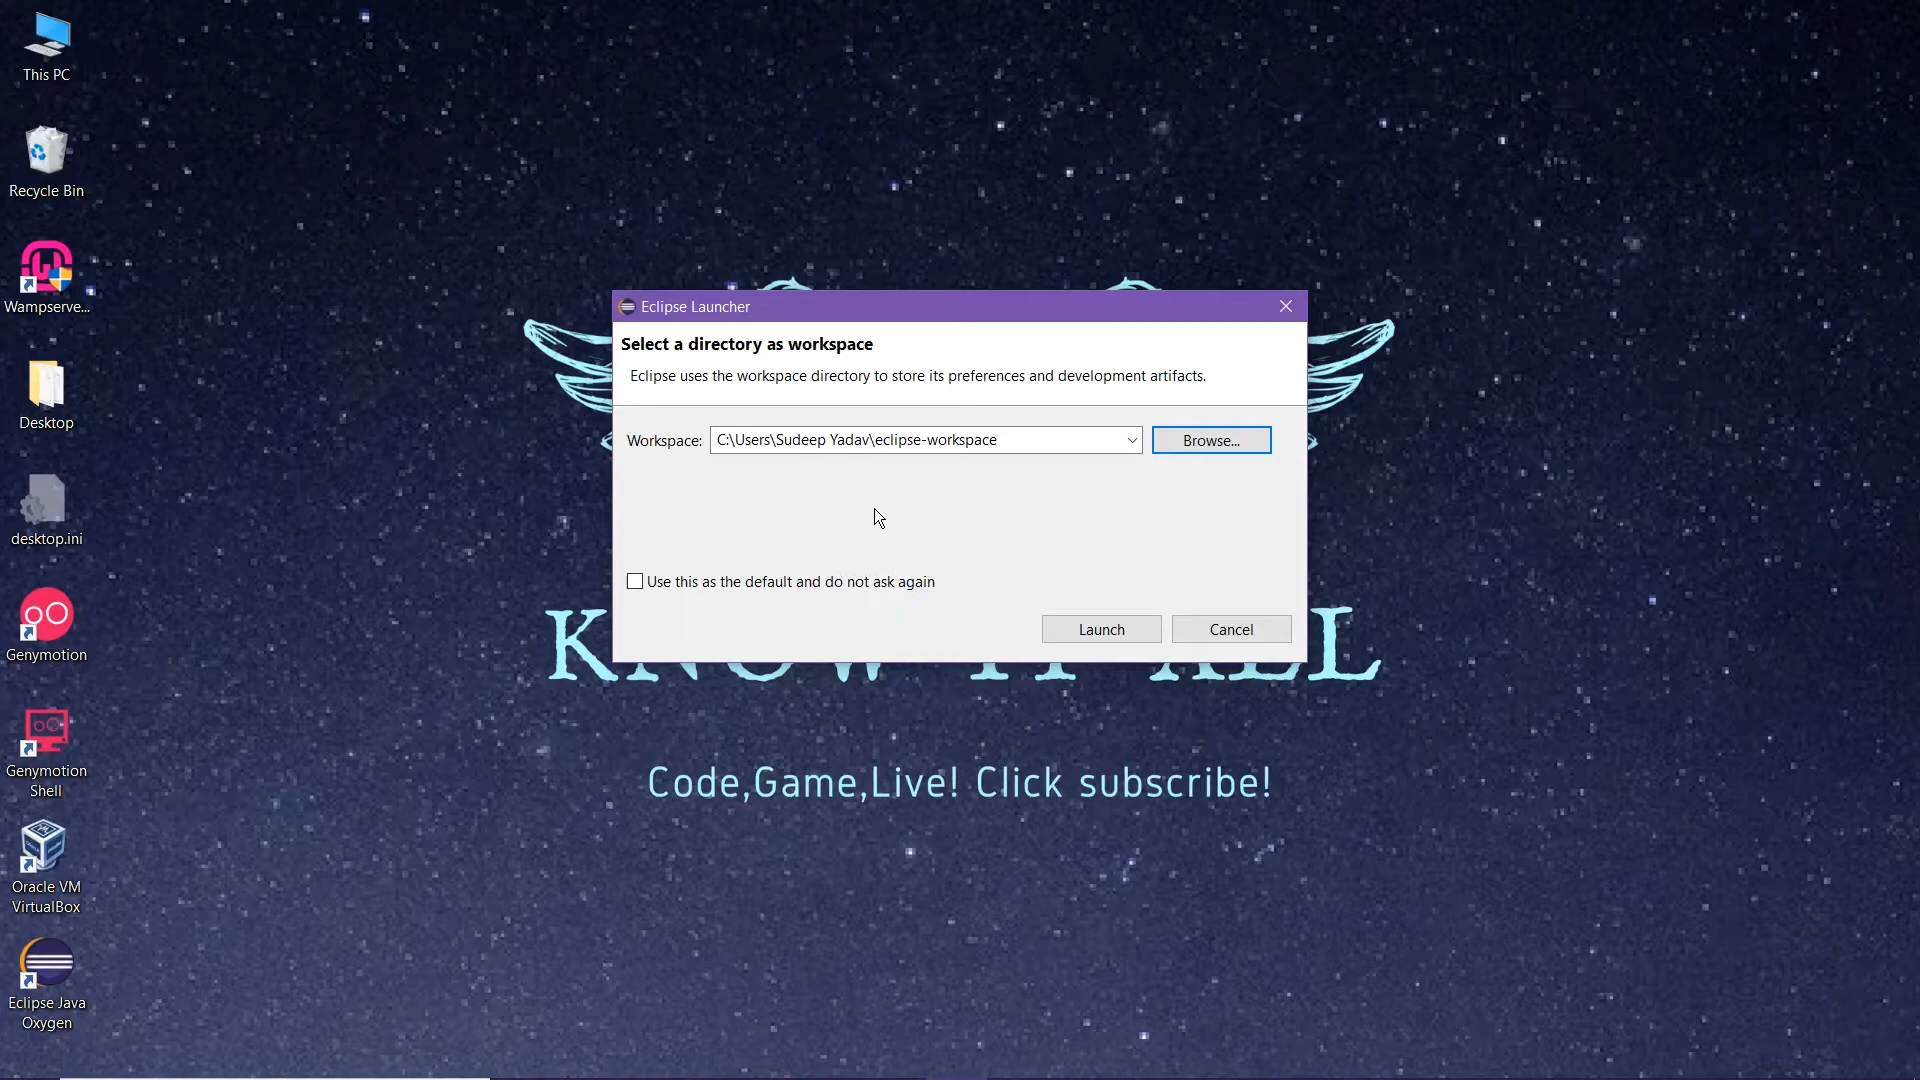 This PC
Recycle Bin
Wampserve...
Desktop
desktop.ini
Genymotion
Genymotion
Shell
Oracle VM
VirtualBox
Eclipse Java
Oxygen
Eclipse Launcher
Select a directory as workspace
Eclipse uses the workspace directory to store its preferences and development artifacts.
Workspace: C:\Users\Sudeep Yadav\eclipse-workspace Browse...
Use this as the default and do not ask again
Launch Cancel
KNOW IT ALL
Code,Game,Live! Click subscribe!